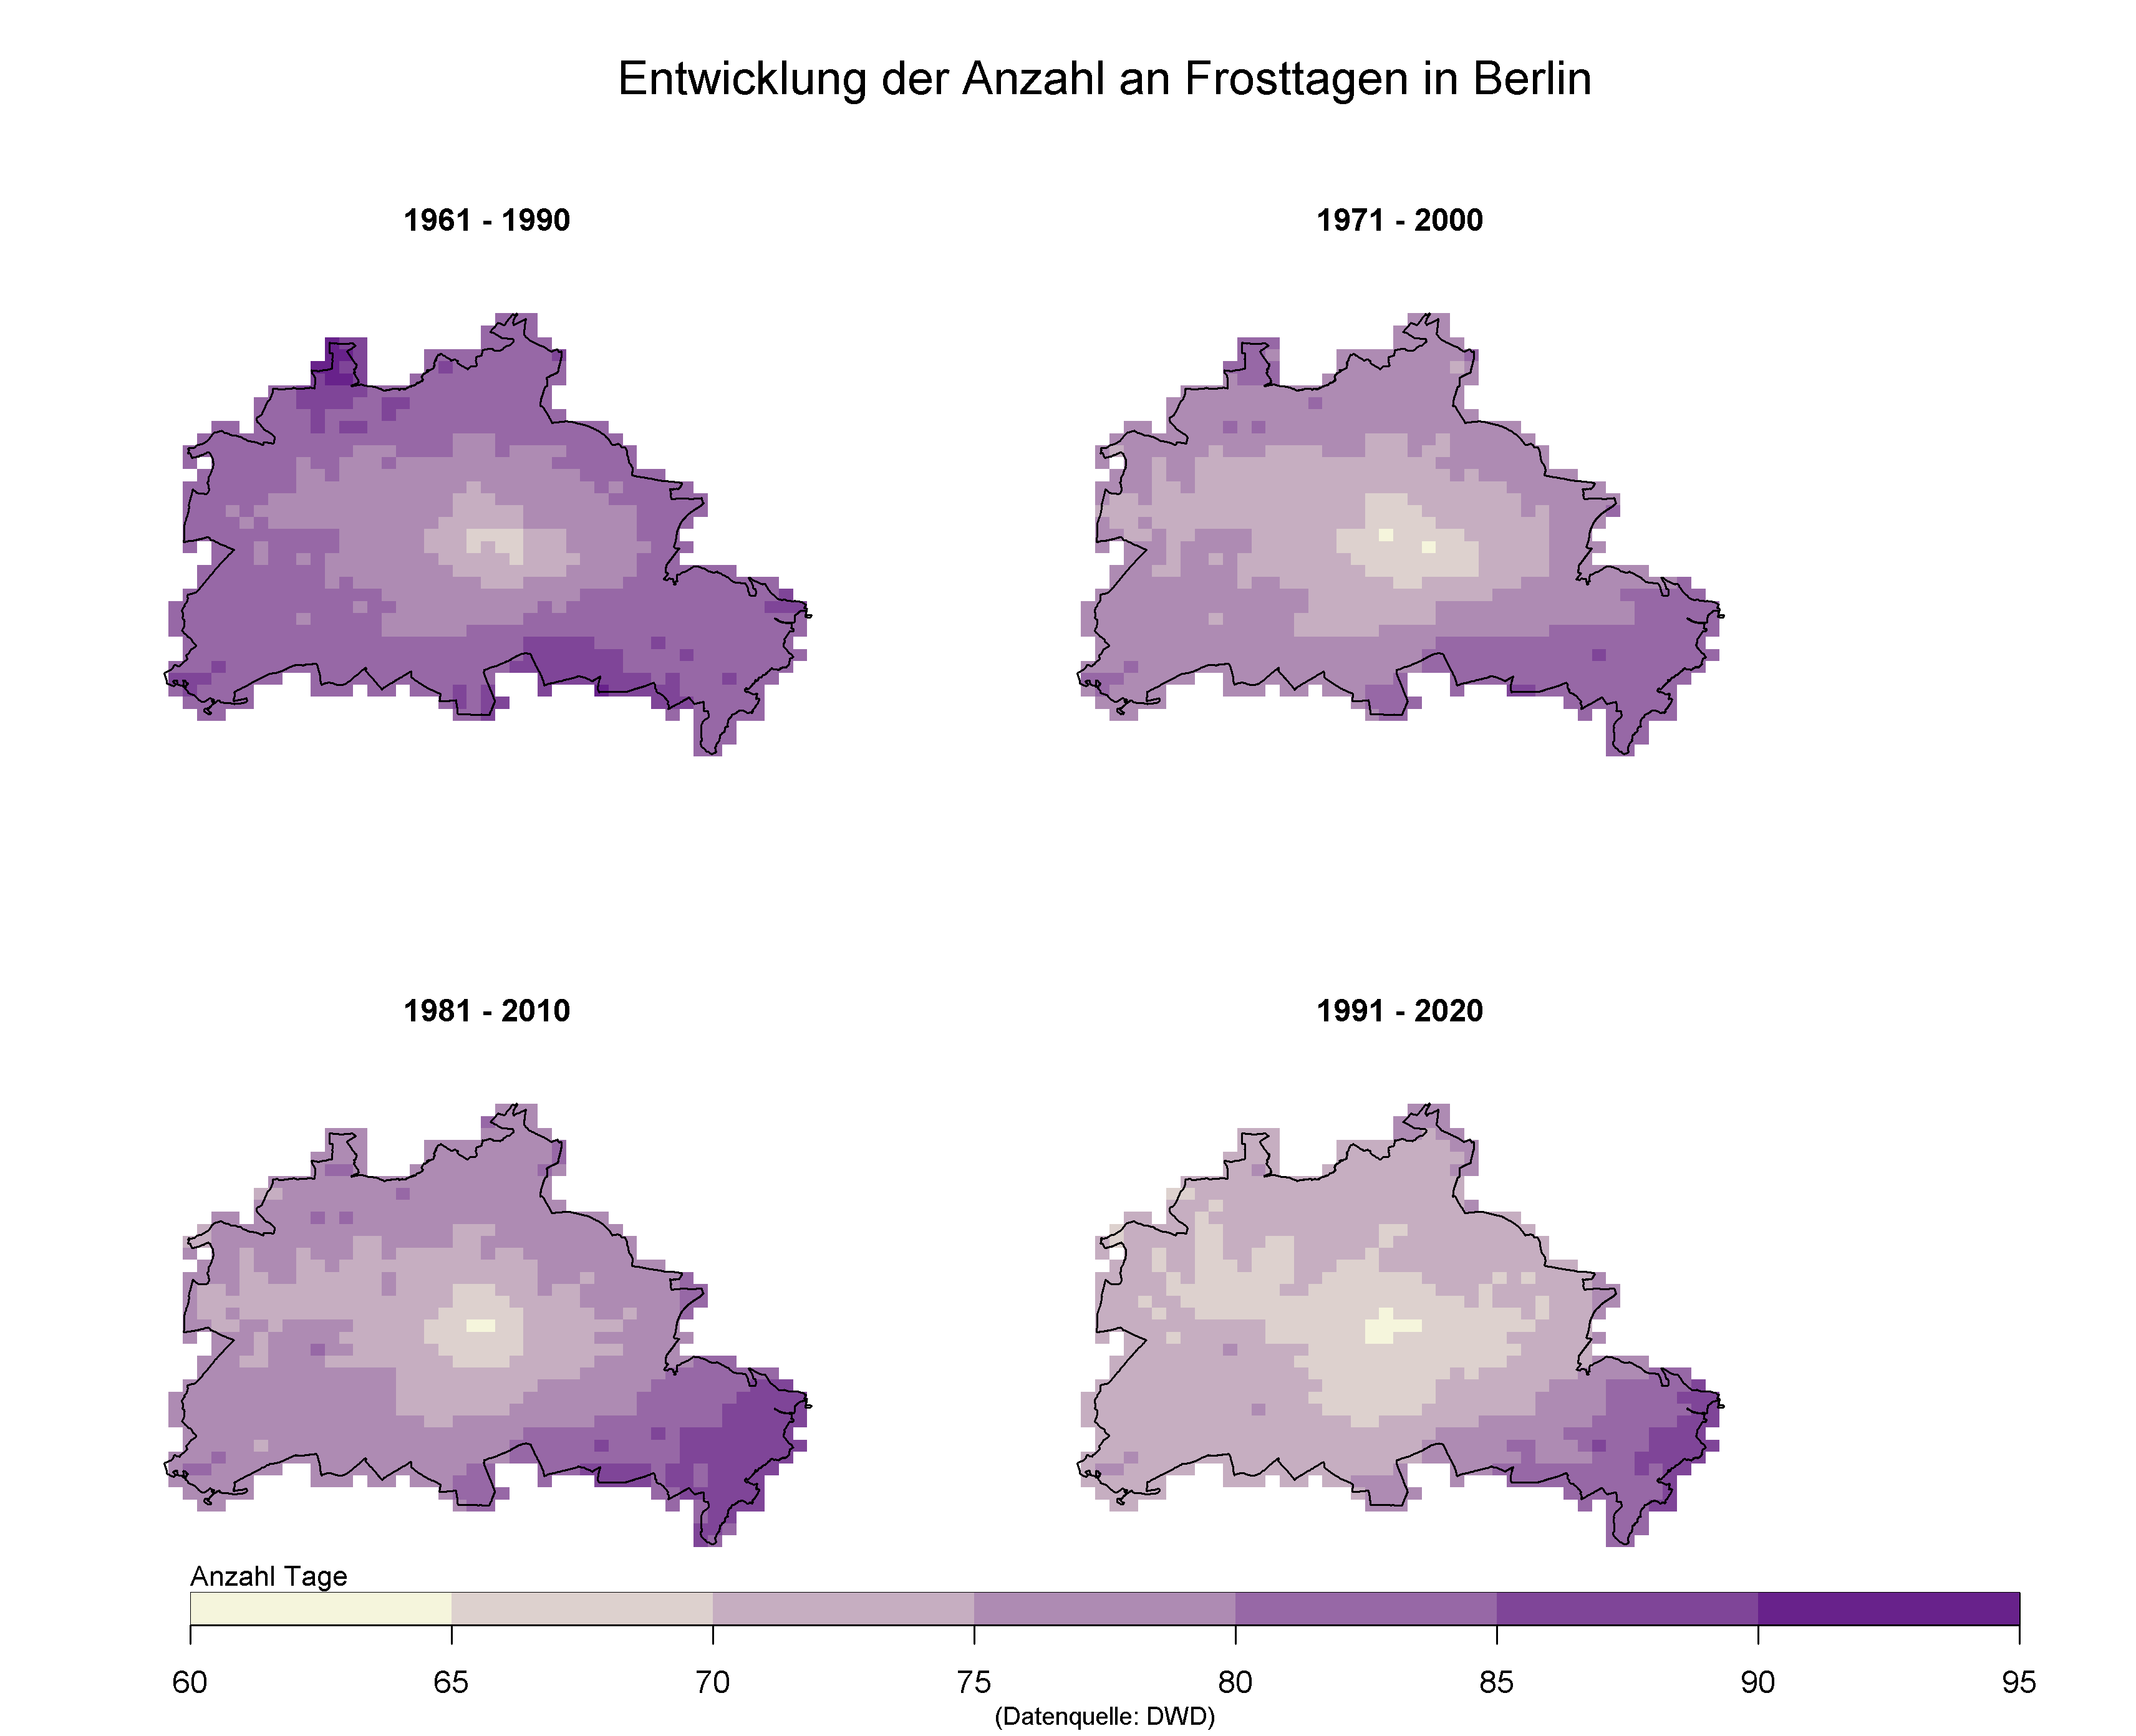 Entwicklung der Anzahl an Frosttagen in Berlin
1961 - 1990
1971 - 2000
1981 - 2010
1991 - 2020
Anzahl Tage
60 65 70 75 80 85 90 95
(Datenquelle: DWD)